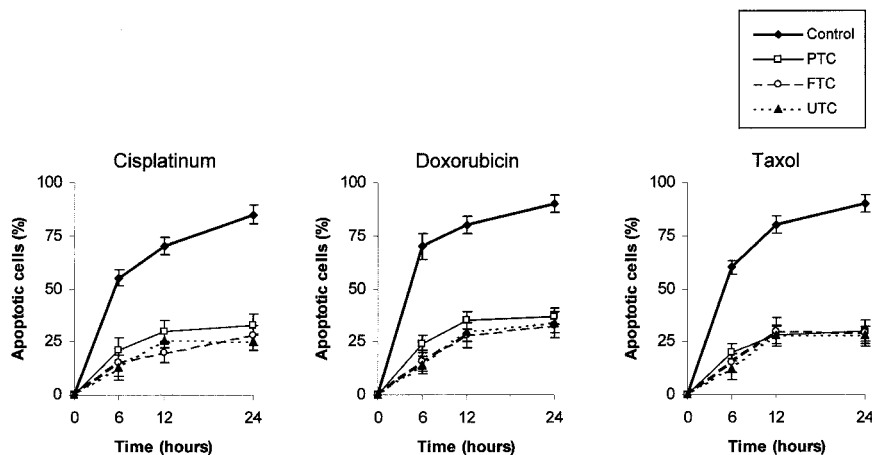 Control
PTC
FTC
UTC
Cisplatinum
Doxorubicin
Taxol
Apoptotic cells (%)
100
75
50
25
0
0 6 12 24
Time (hours)
Apoptotic cells (%)
100
75
50
25
0
0 6 12 24
Time (hours)
Apoptotic cells (%)
100
75
50
25
0
0 6 12 24
Time (hours)